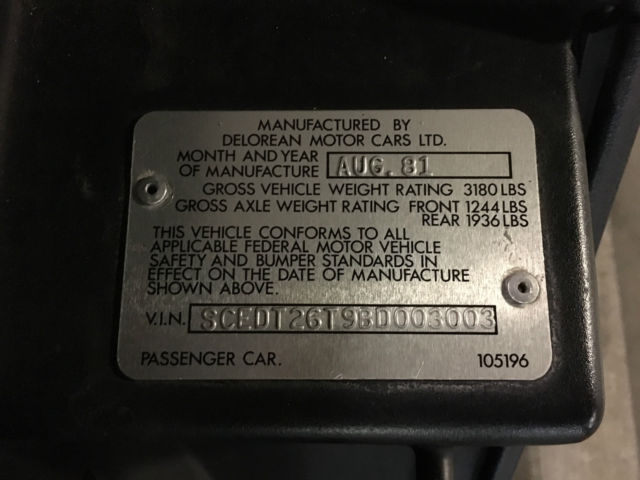 MANUFACTURED BY
DELOREAN MOTOR CARS LTD.
MONTH AND YEAR
OF MANUFACTURE AUG. 81
GROSS VEHICLE WEIGHT RATING 3180 LBS
GROSS AXLE WEIGHT RATING FRONT 1244 LBS
REAR 1936 LBS
THIS VEHICLE CONFORMS TO ALL
APPLICABLE FEDERAL MOTOR VEHICLE
SAFETY AND BUMPER STANDARDS IN
EFFECT ON THE DATE OF MANUFACTURE
SHOWN ABOVE.
V.I.N. SCEDT26T9BD003003
PASSENGER CAR. 105196